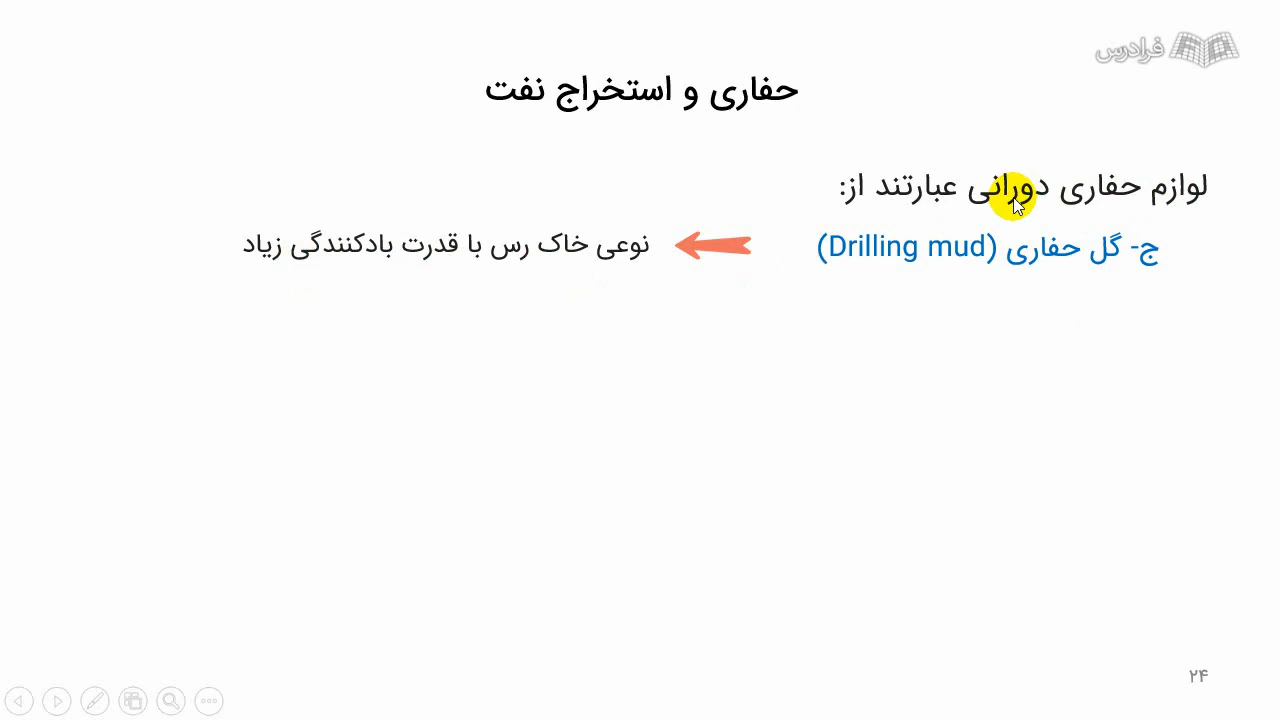 فرادرس
حفاری و استخراج نفت
لوازم حفاری دورانی عبارتند از:
ج- گل حفاری (Drilling mud)
نوعی خاک رس با قدرت بادکنندگی زیاد
۲۴